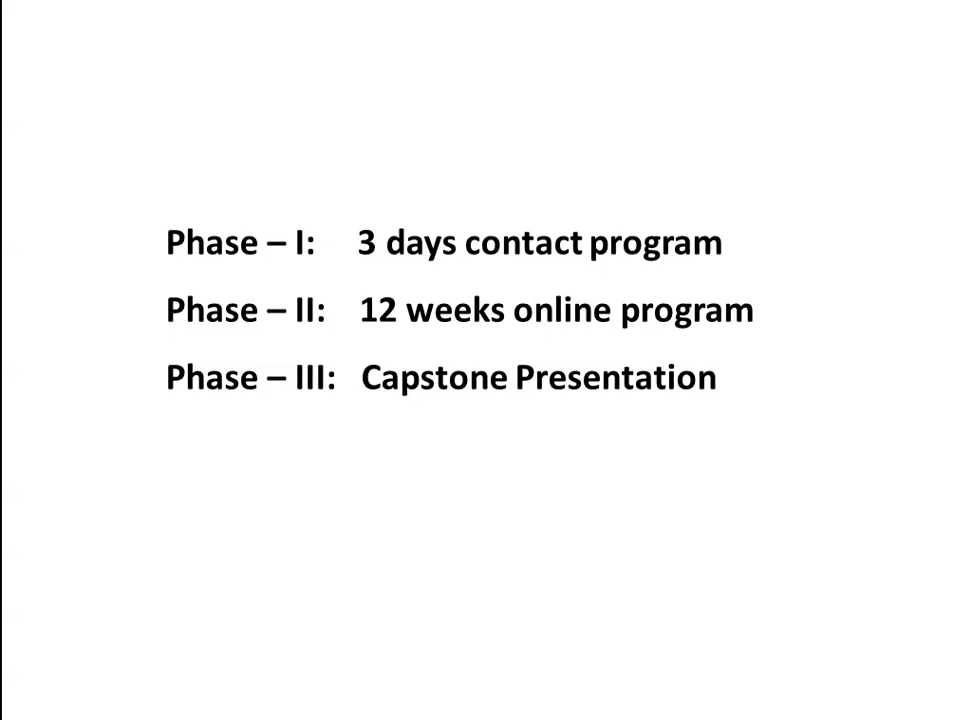 Phase – I: 3 days contact program
Phase – II: 12 weeks online program
Phase – III: Capstone Presentation